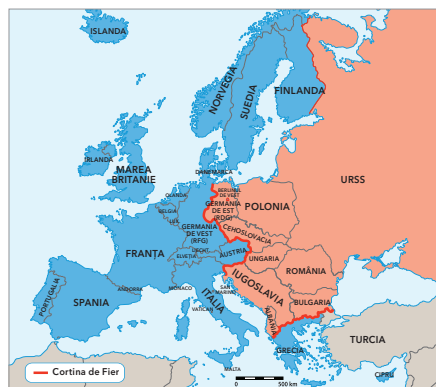 ISLANDA
NORVEGIA
SUEDIA
FINLANDA
IRLANDA
MAREA
BRITANIE
DANEMARCA
URSS
OLANDA
BERLINUL
DE VEST
GERMANIA
DE EST
(RDG)
POLONIA
BELGIA
LUX.
GERMANIA
DE VEST
(RFG)
CEHOSLOVACIA
FRANȚA
LIECHT.
ELVEȚIA
AUSTRIA
UNGARIA
ROMÂNIA
IUGOSLAVIA
PORTUGALIA
SPANIA
ANDORRA
MONACO
SAN
MARINO
ITALIA
VATICAN
BULGARIA
ALBANIA
GRECIA
TURCIA
MALTA
CIPRU
Cortina de Fier
0
500 km